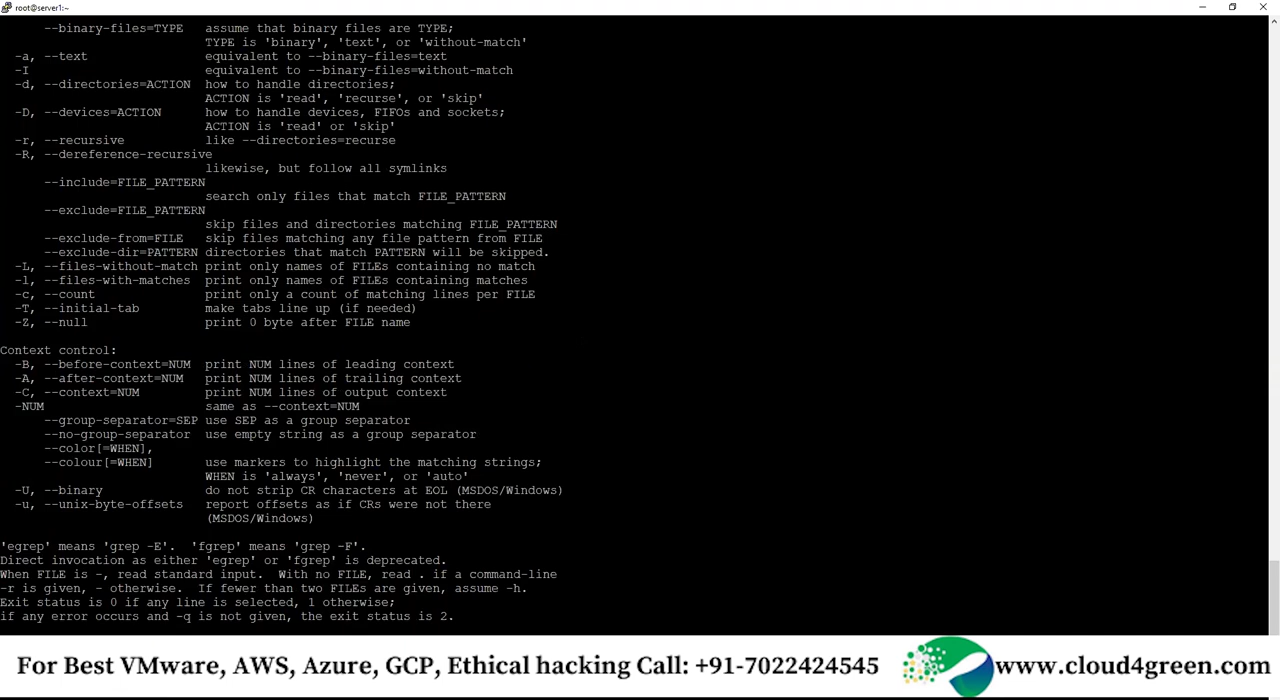 root@server1:~
--binary-files=TYPE assume that binary files are TYPE;
TYPE is 'binary', 'text', or 'without-match'
-a, --text equivalent to --binary-files=text
-I equivalent to --binary-files=without-match
-d, --directories=ACTION how to handle directories;
ACTION is 'read', 'recurse', or 'skip'
-D, --devices=ACTION how to handle devices, FIFOs and sockets;
ACTION is 'read' or 'skip'
-r, --recursive like --directories=recurse
-R, --dereference-recursive
likewise, but follow all symlinks
--include=FILE_PATTERN
search only files that match FILE_PATTERN
--exclude=FILE_PATTERN
skip files and directories matching FILE_PATTERN
--exclude-from=FILE skip files matching any file pattern from FILE
--exclude-dir=PATTERN directories that match PATTERN will be skipped.
-L, --files-without-match print only names of FILEs containing no match
-l, --files-with-matches print only names of FILEs containing matches
-c, --count print only a count of matching lines per FILE
-T, --initial-tab make tabs line up (if needed)
-Z, --null print 0 byte after FILE name
Context control:
-B, --before-context=NUM print NUM lines of leading context
-A, --after-context=NUM print NUM lines of trailing context
-C, --context=NUM print NUM lines of output context
-NUM same as --context=NUM
--group-separator=SEP use SEP as a group separator
--no-group-separator use empty string as a group separator
--color[=WHEN],
--colour[=WHEN] use markers to highlight the matching strings;
WHEN is 'always', 'never', or 'auto'
-U, --binary do not strip CR characters at EOL (MSDOS/Windows)
-u, --unix-byte-offsets report offsets as if CRs were not there
(MSDOS/Windows)
'egrep' means 'grep -E'. 'fgrep' means 'grep -F'.
Direct invocation as either 'egrep' or 'fgrep' is deprecated.
When FILE is -, read standard input. With no FILE, read . if a command-line
-r is given, - otherwise. If fewer than two FILEs are given, assume -h.
Exit status is 0 if any line is selected, 1 otherwise;
if any error occurs and -q is not given, the exit status is 2.
For Best VMware, AWS, Azure, GCP, Ethical hacking Call: +91-7022424545 www.cloud4green.com